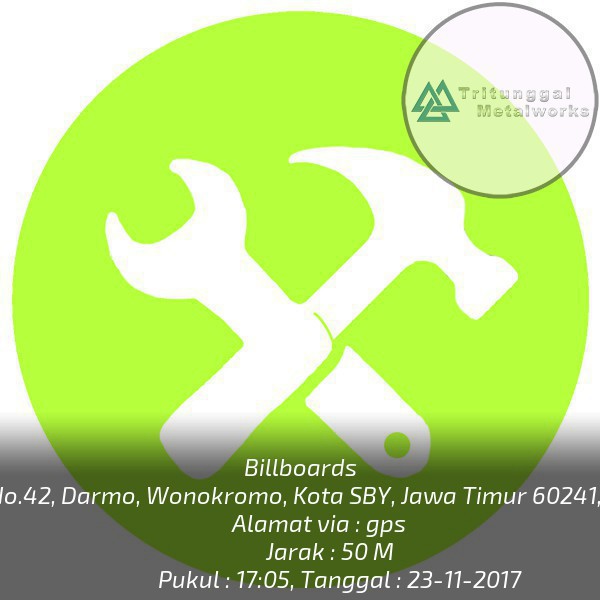 Tritunggal
Metalworks
Billboards
No.42, Darmo, Wonokromo, Kota SBY, Jawa Timur 60241,
Alamat via : gps
Jarak : 50 M
Pukul : 17:05, Tanggal : 23-11-2017